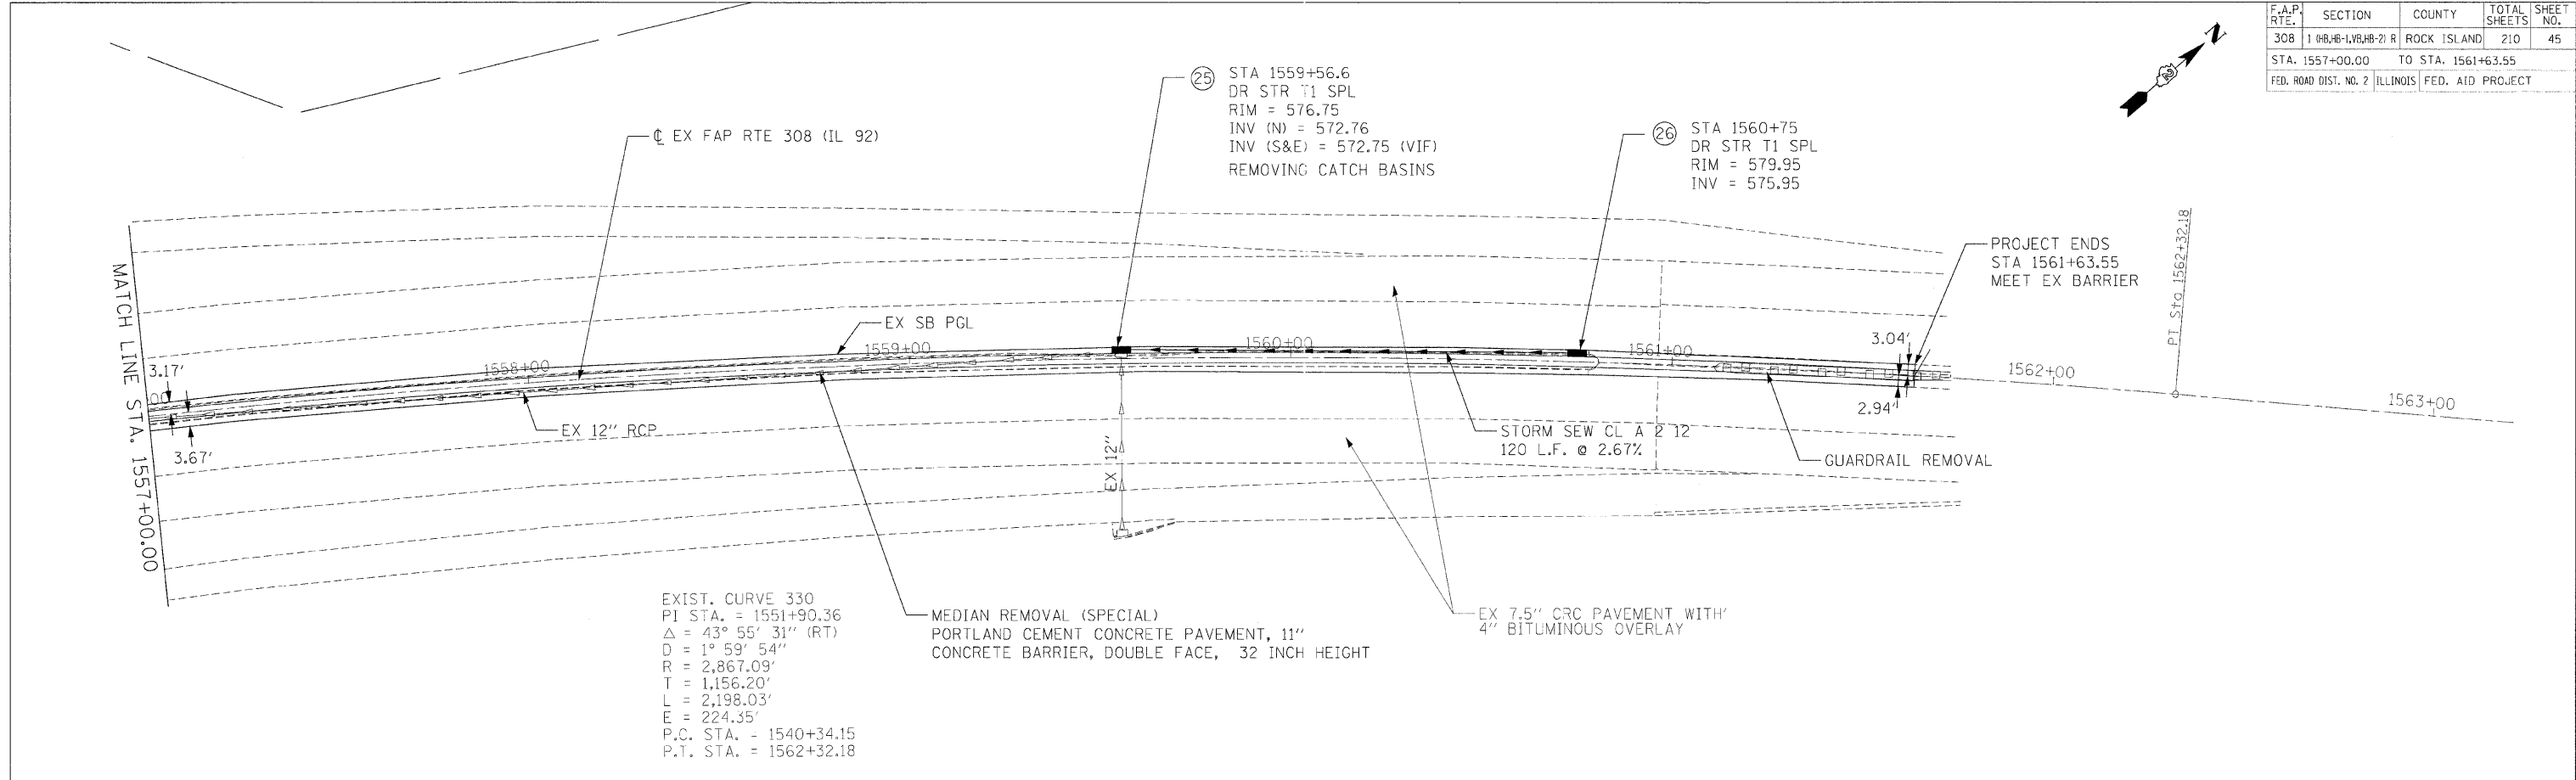 F.A.P. RTE. SECTION COUNTY TOTAL SHEETS SHEET NO.
308 1 (HB,HB-1,VB,HB-2) R ROCK ISLAND 210 45
STA. 1557+00.00 TO STA. 1561+63.55
FED. ROAD DIST. NO. 2 ILLINOIS FED. AID PROJECT
N
25
STA 1559+56.6
DR STR T1 SPL
RIM = 576.75
INV (N) = 572.76
INV (S&E) = 572.75 (VIF)
REMOVING CATCH BASINS
26
STA 1560+75
DR STR T1 SPL
RIM = 579.95
INV = 575.95
℄ EX FAP RTE 308 (IL 92)
PROJECT ENDS
STA 1561+63.55
MEET EX BARRIER
PT Sta 1562+32.18
MATCH LINE STA. 1557+00.00
EX SB PGL
3.17'
00
1558+00
1559+00
1560+00
1561+00
3.04'
1562+00
1563+00
2.94'
3.67'
EX 12" RCP
EX 12"
STORM SEW CL A 2 12
120 L.F. @ 2.67%
GUARDRAIL REMOVAL
EXIST. CURVE 330
PI STA. = 1551+90.36
△ = 43° 55' 31" (RT)
D = 1° 59' 54"
R = 2,867.09'
T = 1,156.20'
L = 2,198.03'
E = 224.35'
P.C. STA. - 1540+34.15
P.T. STA. = 1562+32.18
MEDIAN REMOVAL (SPECIAL)
PORTLAND CEMENT CONCRETE PAVEMENT, 11"
CONCRETE BARRIER, DOUBLE FACE, 32 INCH HEIGHT
EX 7.5" CRC PAVEMENT WITH'
4" BITUMINOUS OVERLAY